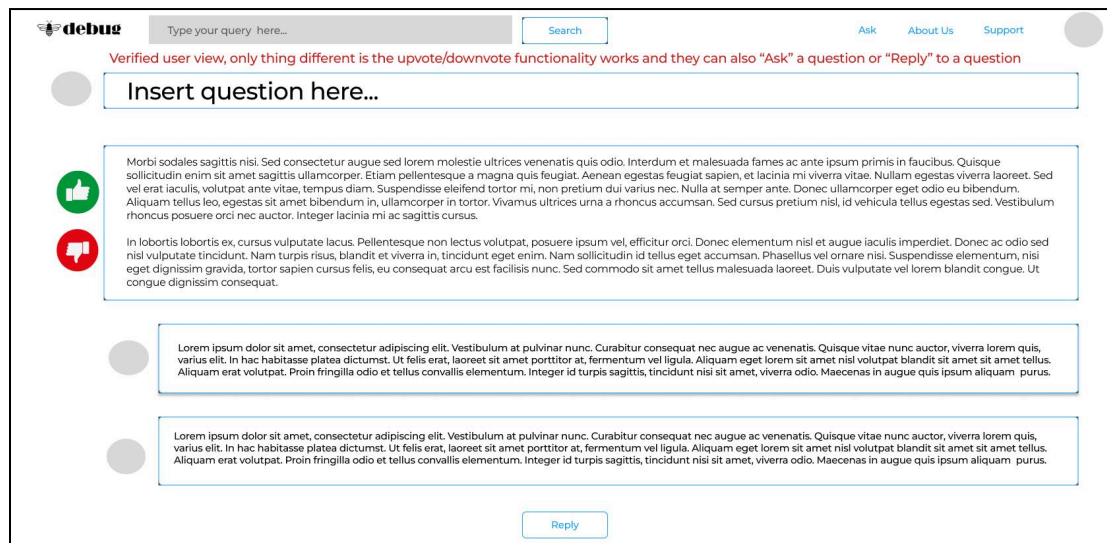 debug
Type your query here...
Search
Ask
About Us
Support
Verified user view, only thing different is the upvote/downvote functionality works and they can also “Ask” a question or “Reply” to a question
Insert question here...
Morbi sodales sagittis nisi. Sed consectetur augue sed lorem molestie ultrices venenatis quis odio. Interdum et malesuada fames ac ante ipsum primis in faucibus. Quisque
sollicitudin enim sit amet sagittis ullamcorper. Etiam pellentesque a magna quis feugiat. Aenean egestas feugiat sapien, et lacinia mi viverra vitae. Nullam egestas viverra laoreet. Sed
vel erat iaculis, volutpat ante vitae, tempus diam. Suspendisse eleifend tortor mi, non pretium dui varius nec. Nulla at semper ante. Donec ullamcorper eget odio eu bibendum.
Aliquam tellus leo, egestas sit amet bibendum in, ullamcorper in tortor. Vivamus ultrices urna a rhoncus accumsan. Sed cursus pretium nisl, id vehicula tellus egestas sed. Vestibulum
rhoncus posuere orci nec auctor. Integer lacinia mi ac sagittis cursus.
In lobortis lobortis ex, cursus vulputate lacus. Pellentesque non lectus volutpat, posuere ipsum vel, efficitur orci. Donec elementum nisl et augue iaculis imperdiet. Donec ac odio sed
nisl vulputate tincidunt. Nam turpis risus, blandit et viverra in, tincidunt eget enim. Nam sollicitudin id tellus eget accumsan. Phasellus vel ornare nisi. Suspendisse elementum, nisi
eget dignissim gravida, tortor sapien cursus felis, eu consequat arcu est facilisis nunc. Sed commodo sit amet tellus malesuada laoreet. Duis vulputate vel lorem blandit congue. Ut
congue dignissim consequat.
Lorem ipsum dolor sit amet, consectetur adipiscing elit. Vestibulum at pulvinar nunc. Curabitur consequat nec augue ac venenatis. Quisque vitae nunc auctor, viverra lorem quis,
varius elit. In hac habitasse platea dictumst. Ut felis erat, laoreet sit amet porttitor at, fermentum vel ligula. Aliquam eget lorem sit amet nisl volutpat blandit sit amet sit amet tellus.
Aliquam erat volutpat. Proin fringilla odio et tellus convallis elementum. Integer id turpis sagittis, tincidunt nisi sit amet, viverra odio. Maecenas in augue quis ipsum aliquam purus.
Lorem ipsum dolor sit amet, consectetur adipiscing elit. Vestibulum at pulvinar nunc. Curabitur consequat nec augue ac venenatis. Quisque vitae nunc auctor, viverra lorem quis,
varius elit. In hac habitasse platea dictumst. Ut felis erat, laoreet sit amet porttitor at, fermentum vel ligula. Aliquam eget lorem sit amet nisl volutpat blandit sit amet sit amet tellus.
Aliquam erat volutpat. Proin fringilla odio et tellus convallis elementum. Integer id turpis sagittis, tincidunt nisi sit amet, viverra odio. Maecenas in augue quis ipsum aliquam purus.
Reply